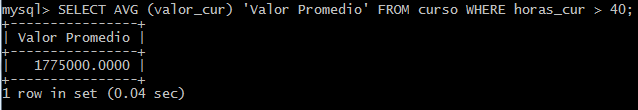 mysql> SELECT AVG (valor_cur) 'Valor Promedio' FROM curso WHERE horas_cur > 40;
+----------------+
| Valor Promedio |
+----------------+
|   1775000.0000 |
+----------------+
1 row in set (0.04 sec)